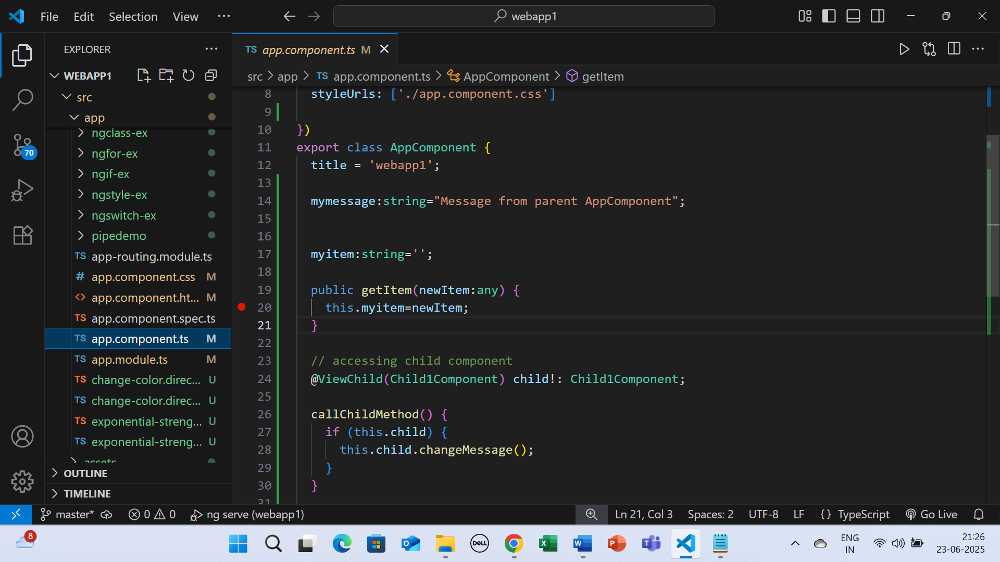 File Edit Selection View ··· webapp1
EXPLORER ···
TS app.component.ts M
WEBAPP1
src > app > TS app.component.ts > AppComponent > getItem
src
app
ngclass-ex
ngfor-ex
ngif-ex
ngstyle-ex
ngswitch-ex
pipedemo
TS app-routing.module.ts
# app.component.css M
<> app.component.ht... M
TS app.component.spec.ts
TS app.component.ts M
TS app.module.ts M
TS change-color.direc... U
TS change-color.direc... U
TS exponential-streng... U
TS exponential-streng... U
assets
OUTLINE
TIMELINE
70
8 styleUrls: ['./app.component.css']
9
10 })
11 export class AppComponent {
12 title = 'webapp1';
13
14 mymessage:string="Message from parent AppComponent";
15
16
17 myitem:string='';
18
19 public getItem(newItem:any) {
20 this.myitem=newItem;
21 }
22
23 // accessing child component
24 @ViewChild(Child1Component) child!: Child1Component;
25
26 callChildMethod() {
27 if (this.child) {
28 this.child.changeMessage();
29 }
30 }
31
master* 0 0 ng serve (webapp1) Ln 21, Col 3 Spaces: 2 UTF-8 LF {} TypeScript Go Live
8
DELL
ENG
IN
21:26
23-06-2025